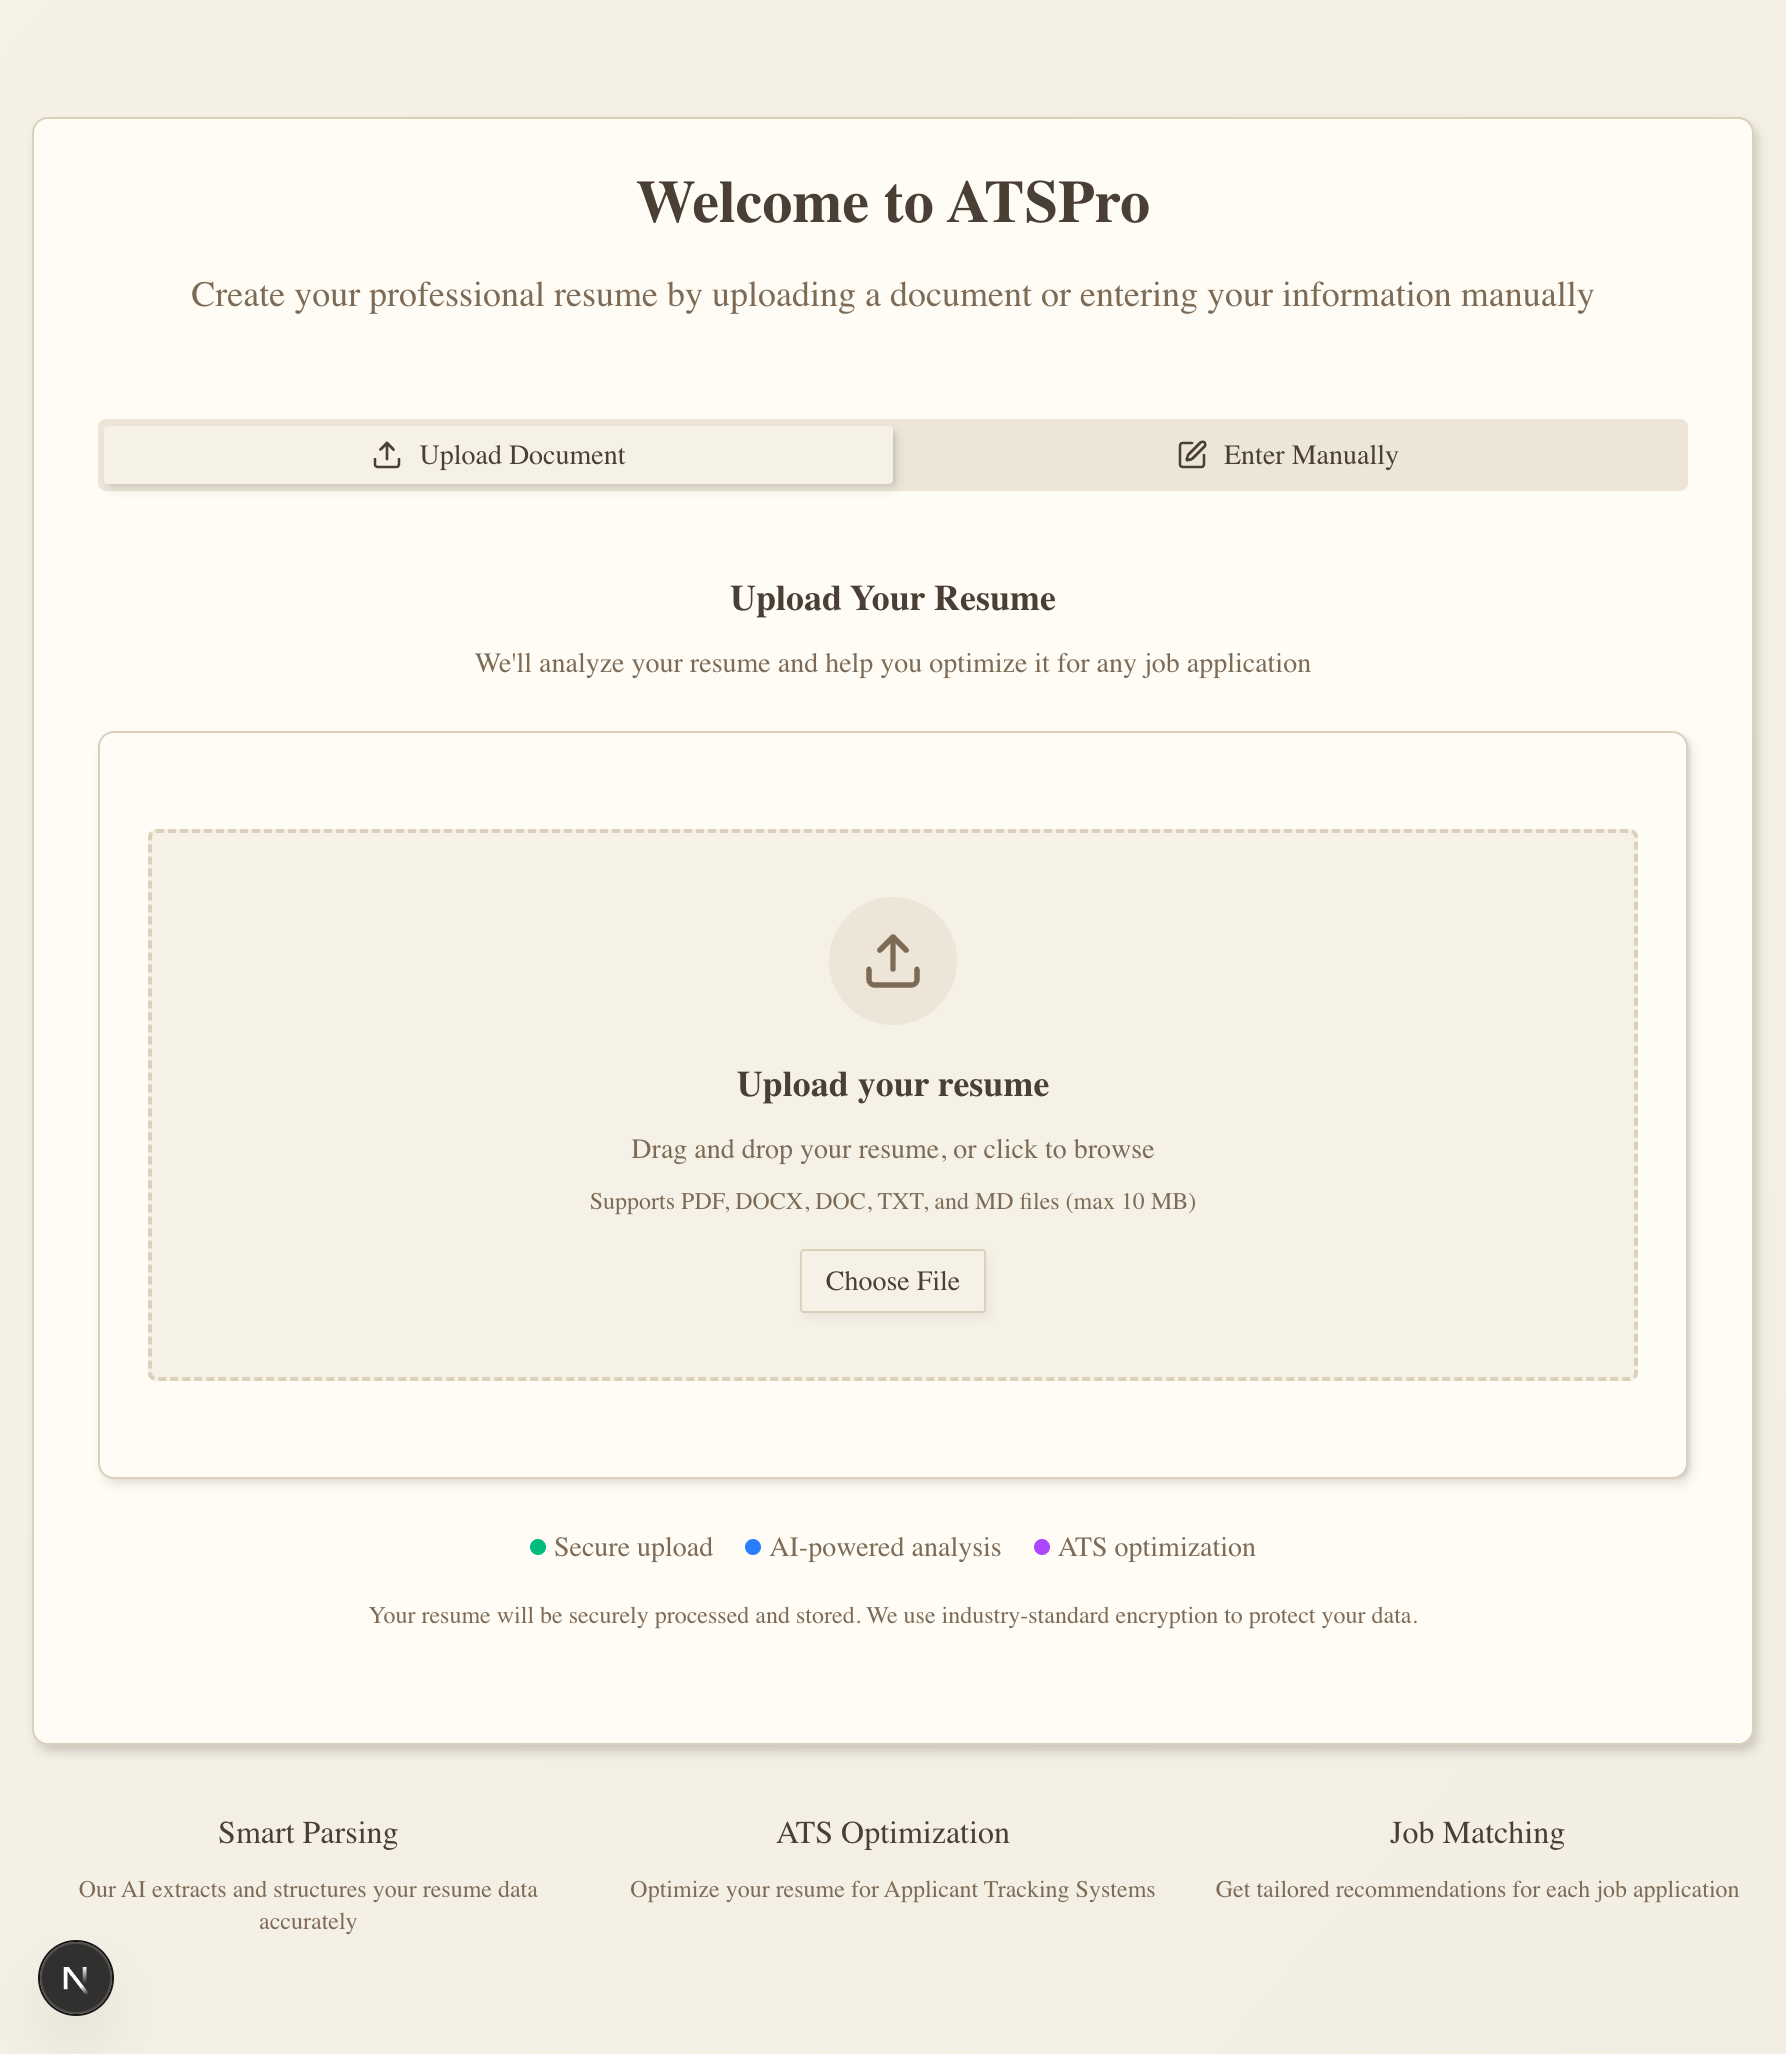 Welcome to ATSPro
Create your professional resume by uploading a document or entering your information manually
Upload Document
Enter Manually
Upload Your Resume
We'll analyze your resume and help you optimize it for any job application
Upload your resume
Drag and drop your resume, or click to browse
Supports PDF, DOCX, DOC, TXT, and MD files (max 10 MB)
Choose File
Secure upload
AI-powered analysis
ATS optimization
Your resume will be securely processed and stored. We use industry-standard encryption to protect your data.
Smart Parsing
Our AI extracts and structures your resume data
accurately
ATS Optimization
Optimize your resume for Applicant Tracking Systems
Job Matching
Get tailored recommendations for each job application
N